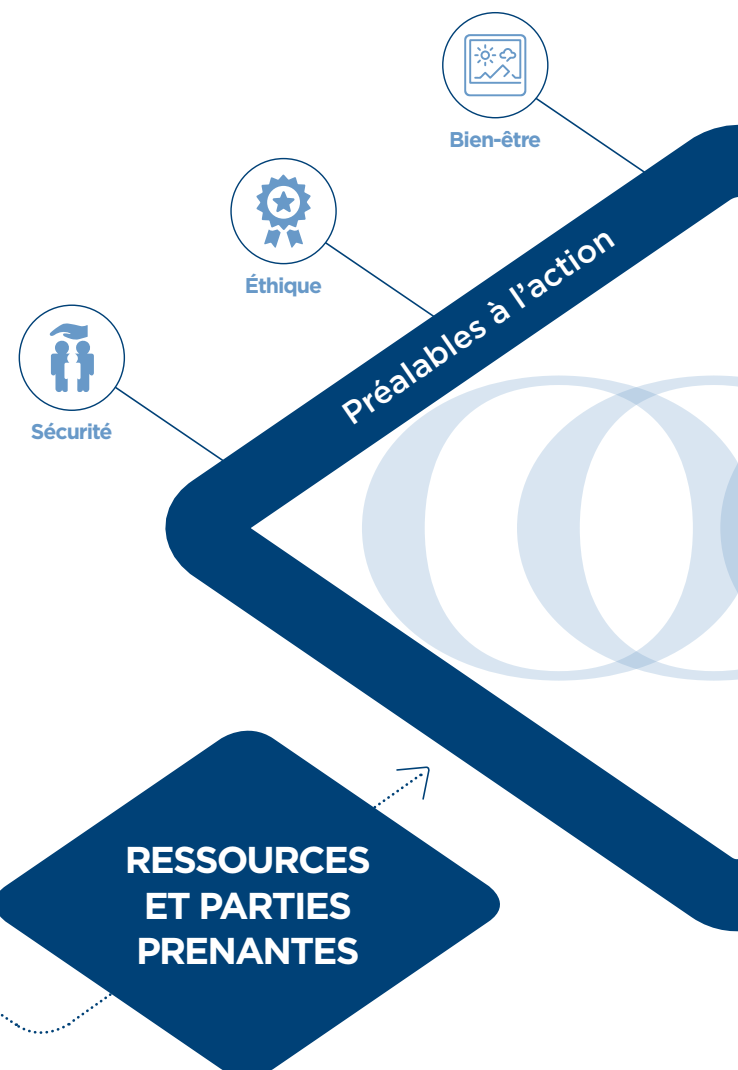 Bien-être
Éthique
Sécurité
Préalables à l'action
RESSOURCES
ET PARTIES
PRENANTES